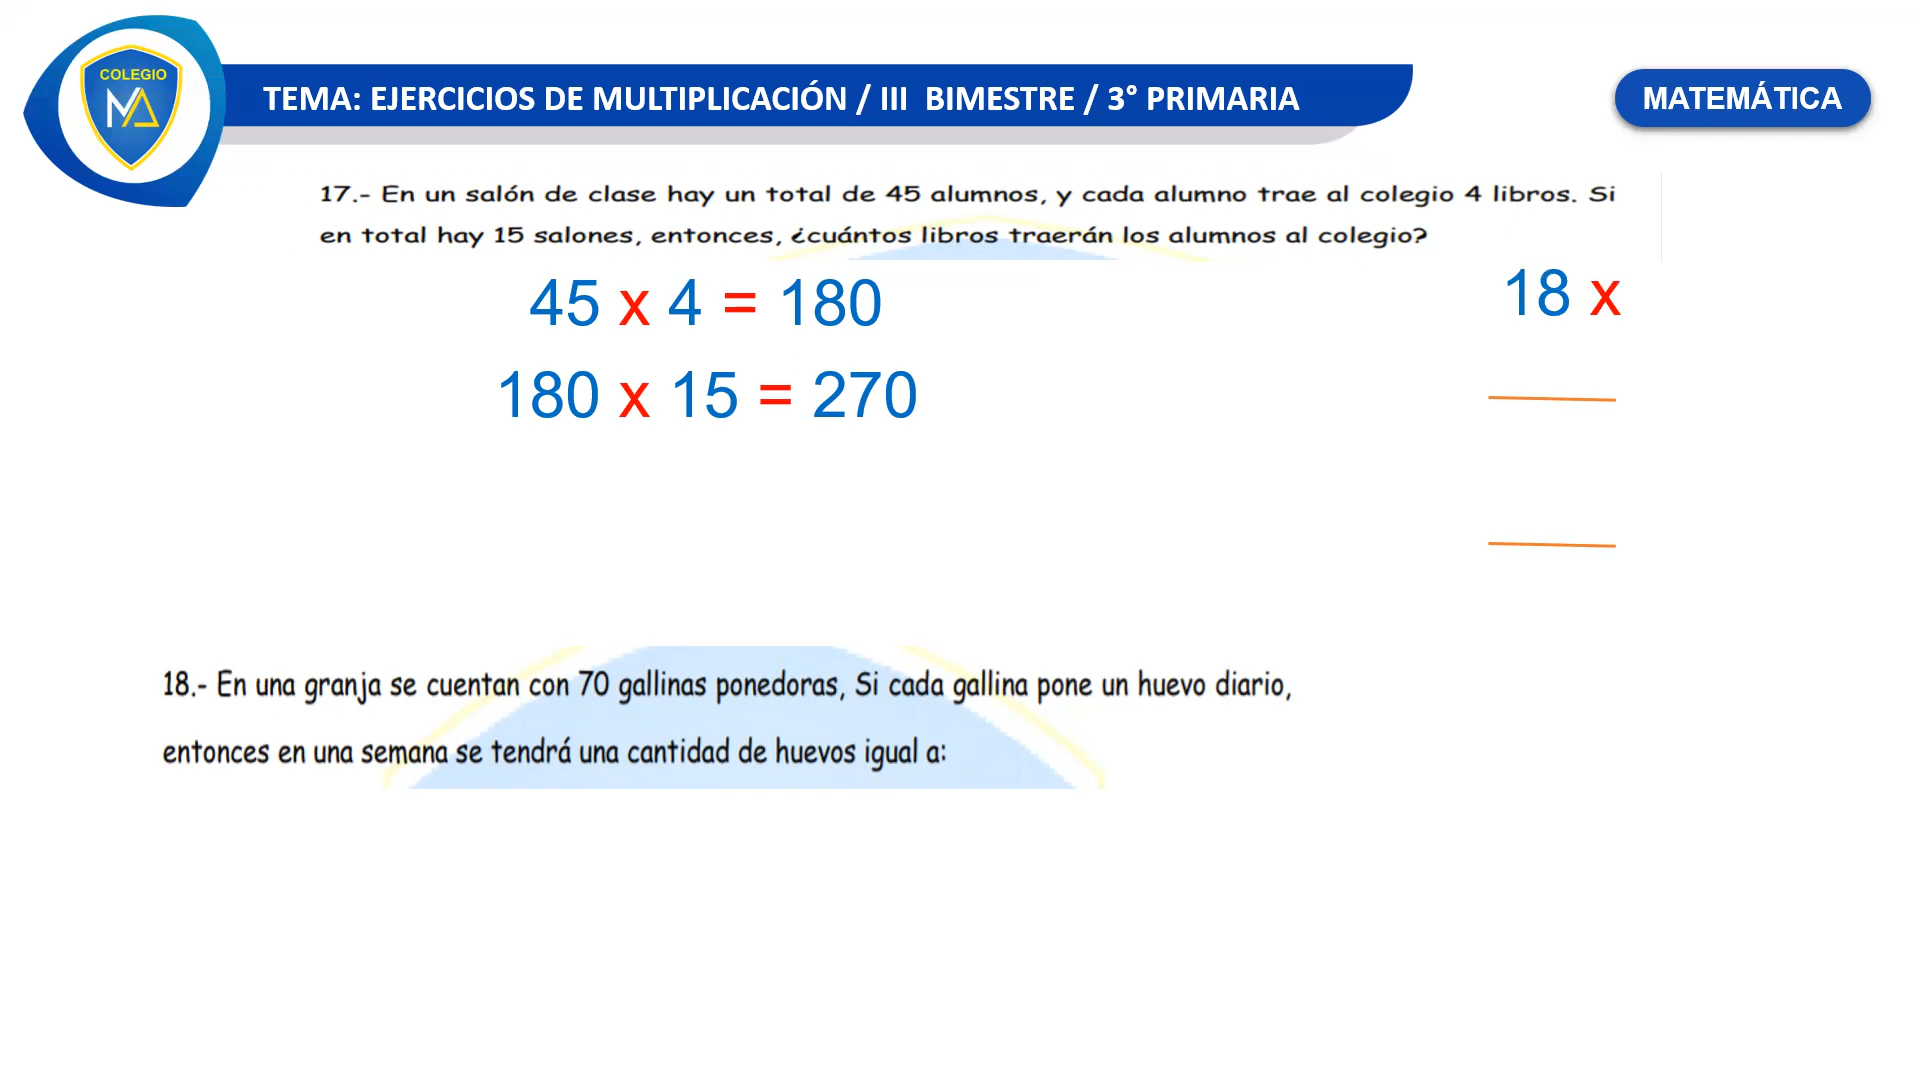 COLEGIO
MA
TEMA: EJERCICIOS DE MULTIPLICACIÓN / III BIMESTRE / 3° PRIMARIA
MATEMÁTICA
17.- En un salón de clase hay un total de 45 alumnos, y cada alumno trae al colegio 4 libros. Si
en total hay 15 salones, entonces, ¿cuántos libros traerán los alumnos al colegio?
45 x 4 = 180
18 x
180 x 15 = 270
18.- En una granja se cuentan con 70 gallinas ponedoras, Si cada gallina pone un huevo diario,
entonces en una semana se tendrá una cantidad de huevos igual a: